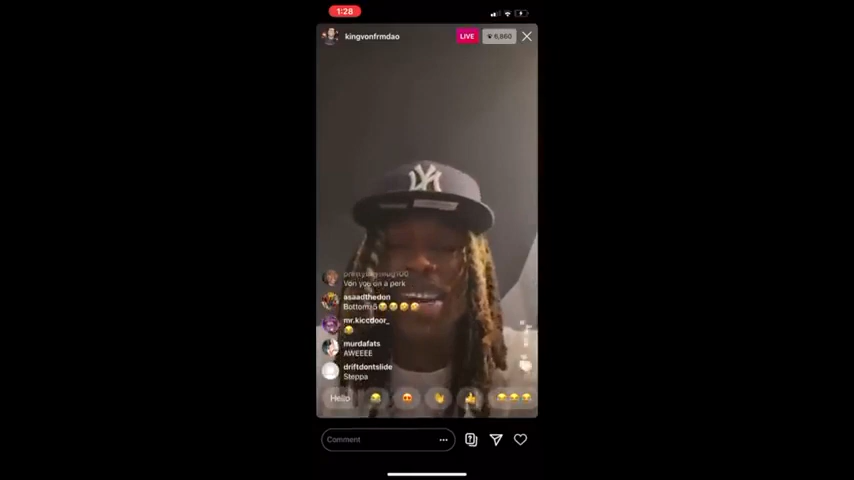 1:28
kingvonfrmdao
LIVE
6,860
NY
Von you on a perk
asaadthedon
Bottom 5😭😭🤣🤣
mr.kiccdoor_
😂
murdafats
AWEEEE
driftdontslide
Steppa
Hello 😂 😍 👋 👍 😂😂😂
Comment